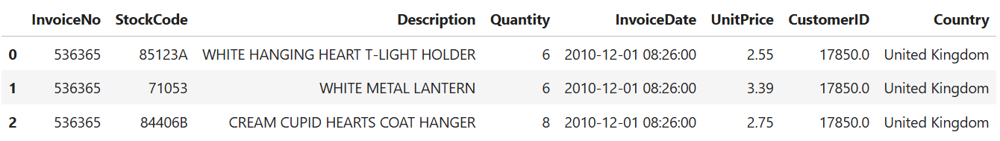 InvoiceNo StockCode Description Quantity InvoiceDate UnitPrice CustomerID Country
0 536365 85123A WHITE HANGING HEART T-LIGHT HOLDER 6 2010-12-01 08:26:00 2.55 17850.0 United Kingdom
1 536365 71053 WHITE METAL LANTERN 6 2010-12-01 08:26:00 3.39 17850.0 United Kingdom
2 536365 84406B CREAM CUPID HEARTS COAT HANGER 8 2010-12-01 08:26:00 2.75 17850.0 United Kingdom